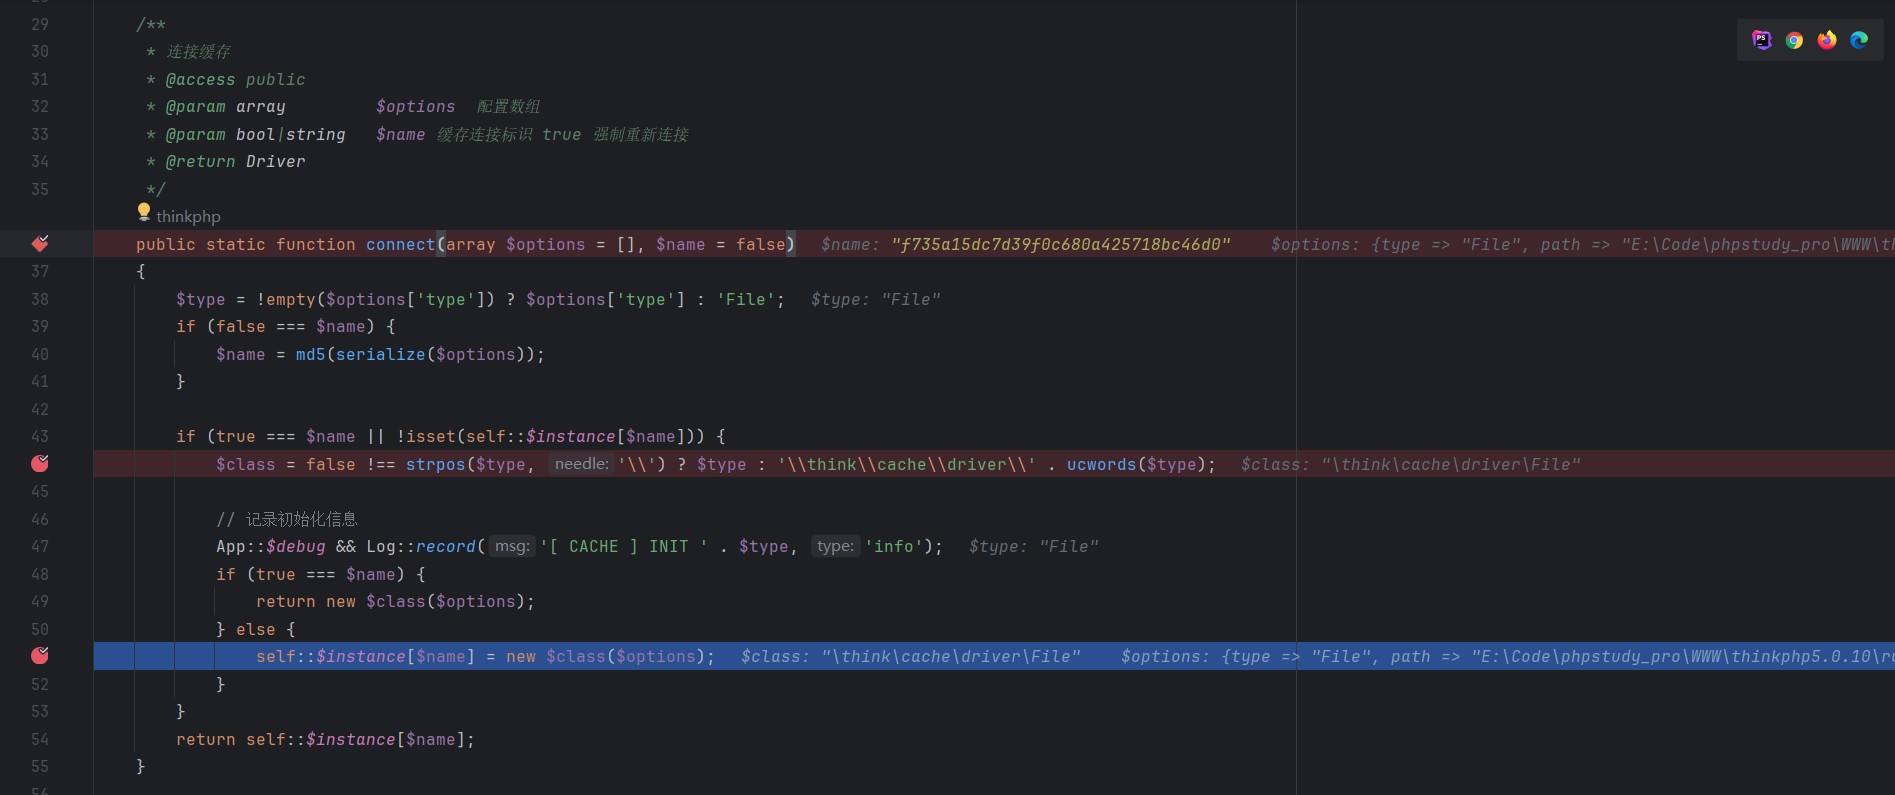 29 /**
30 * 连接缓存
31 * @access public
32 * @param array $options 配置数组
33 * @param bool|string $name 缓存连接标识 true 强制重新连接
34 * @return Driver
35 */
thinkphp
public static function connect(array $options = [], $name = false) $name: "f735a15dc7d39f0c680a425718bc46d0" $options: {type => "File", path => "E:\Code\phpstudy_pro\WWW\th
37 {
38 $type = !empty($options['type']) ? $options['type'] : 'File'; $type: "File"
39 if (false === $name) {
40 $name = md5(serialize($options));
41 }
42
43 if (true === $name || !isset(self::$instance[$name])) {
$class = false !== strpos($type, needle: '\\') ? $type : '\\think\\cache\\driver\\' . ucwords($type); $class: "\think\cache\driver\File"
45
46 // 记录初始化信息
47 App::$debug && Log::record( msg: '[ CACHE ] INIT ' . $type, type: 'info'); $type: "File"
48 if (true === $name) {
49 return new $class($options);
50 } else {
self::$instance[$name] = new $class($options); $class: "\think\cache\driver\File" $options: {type => "File", path => "E:\Code\phpstudy_pro\WWW\thinkphp5.0.10\r
52 }
53 }
54 return self::$instance[$name];
55 }
56